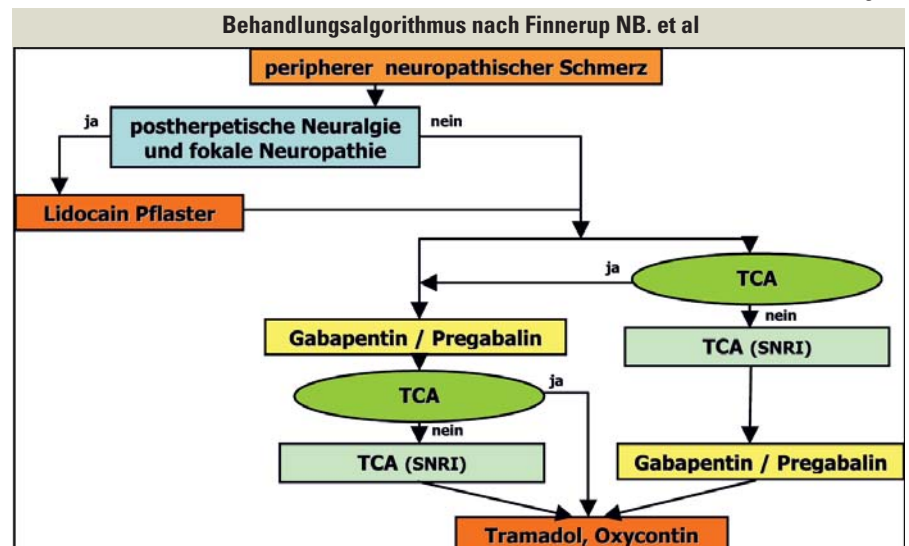 Behandlungsalgorithmus nach Finnerup NB. et al
peripherer neuropathischer Schmerz
ja
postherpetische Neuralgie
und fokale Neuropathie
nein
Lidocain Pflaster
ja
TCA
nein
Gabapentin / Pregabalin
TCA (SNRI)
TCA
ja
nein
TCA (SNRI)
Gabapentin / Pregabalin
Tramadol, Oxycontin